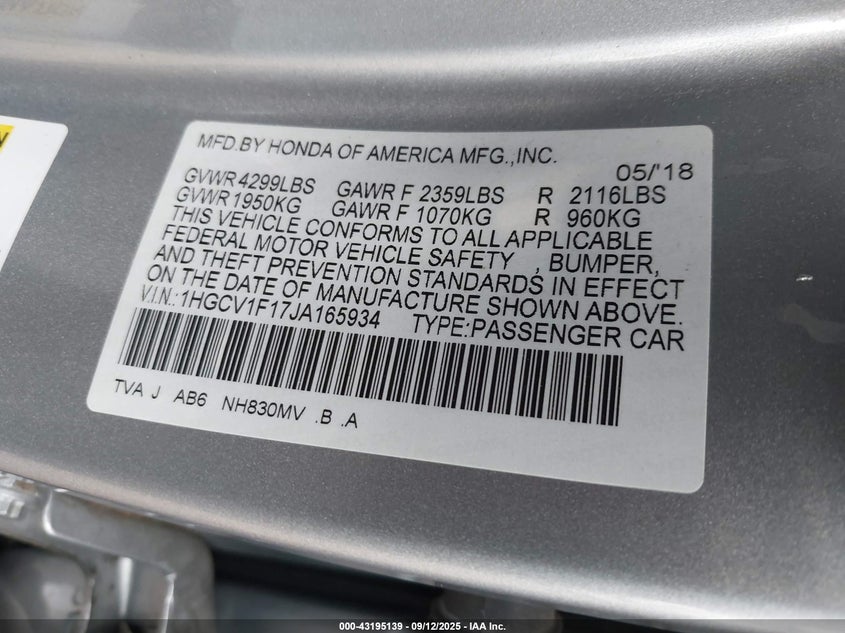 N
MFD.BY HONDA OF AMERICA MFG.,INC.
05/'18
GVWR 4299LBS GAWR F 2359LBS R 2116LBS
GVWR 1950KG GAWR F 1070KG R 960KG
THIS VEHICLE CONFORMS TO ALL APPLICABLE
FEDERAL MOTOR VEHICLE SAFETY , BUMPER,
AND THEFT PREVENTION STANDARDS IN EFFECT
ON THE DATE OF MANUFACTURE SHOWN ABOVE.
V.I.N.: 1HGCV1F17JA165934 TYPE:PASSENGER CAR
TVA J AB6 NH830MV .B .A
000-43195139 - 09/12/2025 - IAA Inc.